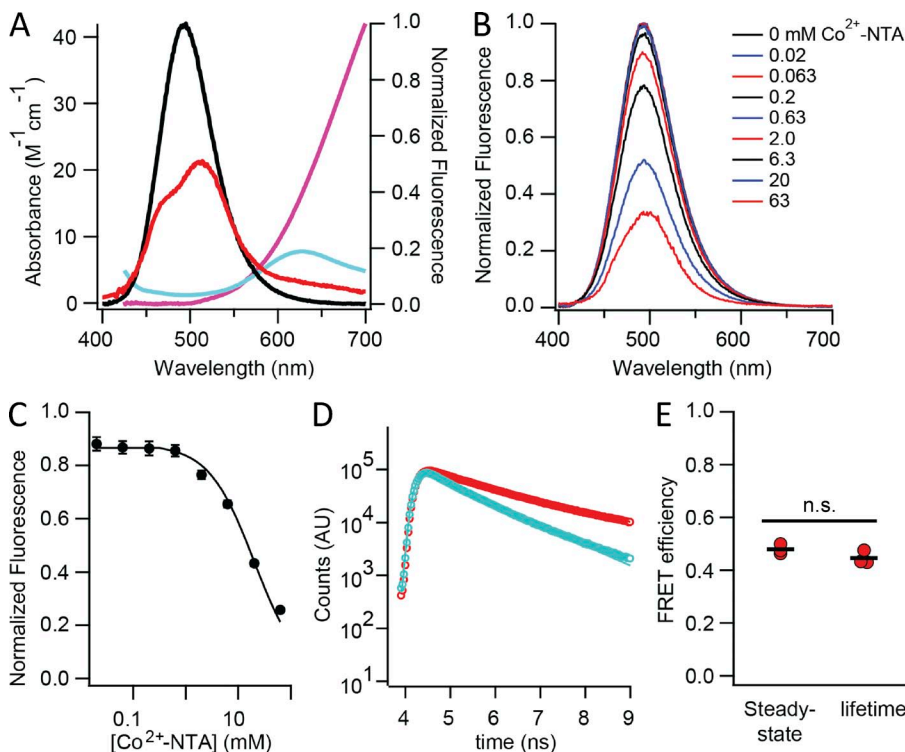 A
Absorbance (M⁻¹cm⁻¹)
40
30
20
10
0
1.0
0.8
0.6
0.4
0.2
0.0
Normalized Fluorescence
400
500
600
700
Wavelength (nm)
B
Normalized Fluorescence
1.0
0.8
0.6
0.4
0.2
0.0
400
500
600
700
Wavelength (nm)
0 mM Co²⁺-NTA
0.02
0.063
0.2
0.63
2.0
6.3
20
63
C
Normalized Fluorescence
1.0
0.8
0.6
0.4
0.2
0.0
0.1
10
[Co²⁺-NTA] (mM)
D
Counts (AU)
10⁵
10⁴
10³
10²
10¹
4
5
6
7
8
9
time (ns)
E
FRET efficiency
1.0
0.8
0.6
0.4
0.2
0.0
n.s.
Steady-
state
lifetime